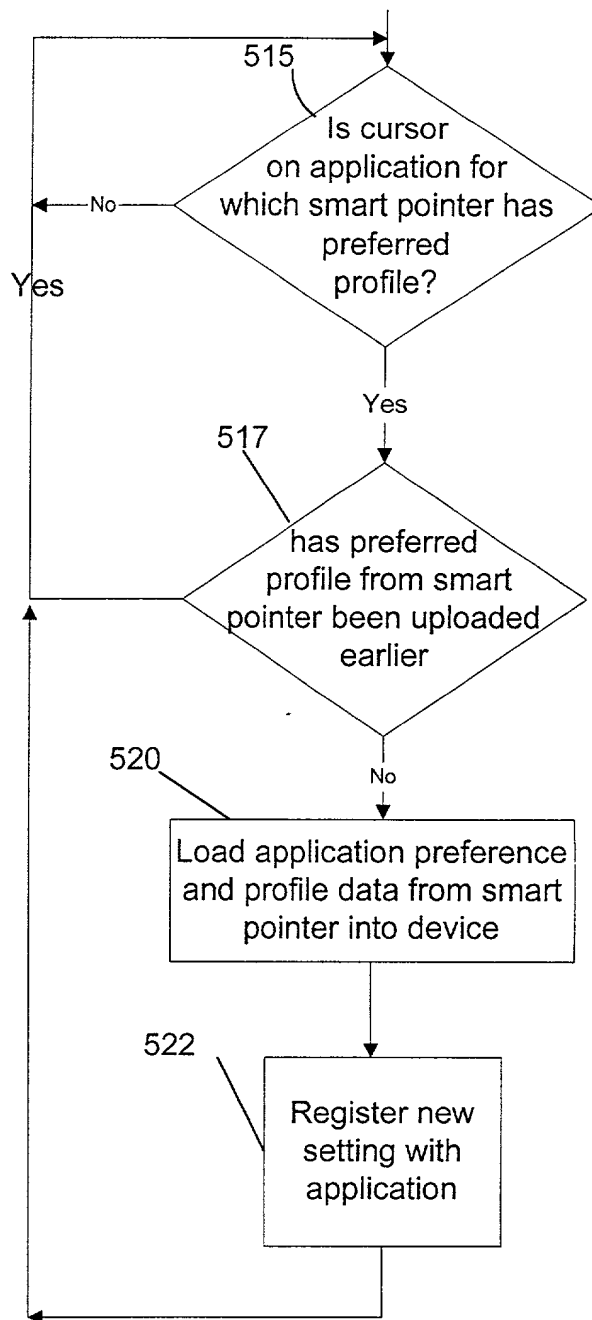 515
Is cursor
on application for
which smart pointer has
preferred
profile?
No
Yes
Yes
517
has preferred
profile from smart
pointer been uploaded
earlier
No
520
Load application preference
and profile data from smart
pointer into device
522
Register new
setting with
application